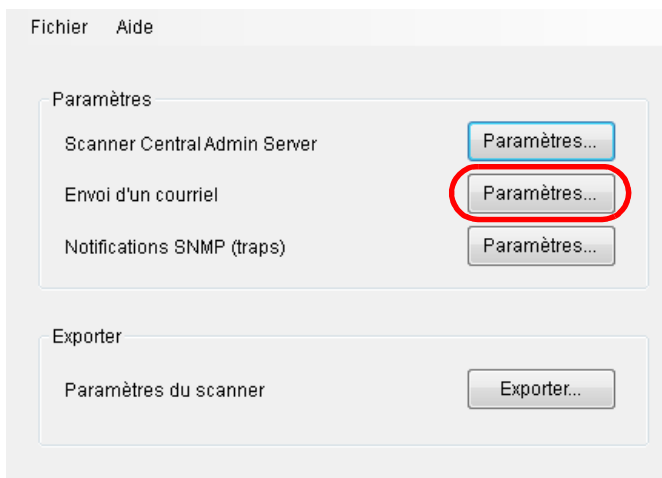 Fichier Aide
Paramètres
Scanner Central Admin Server Paramètres...
Envoi d'un courriel Paramètres...
Notifications SNMP (traps) Paramètres...
Exporter
Paramètres du scanner Exporter...